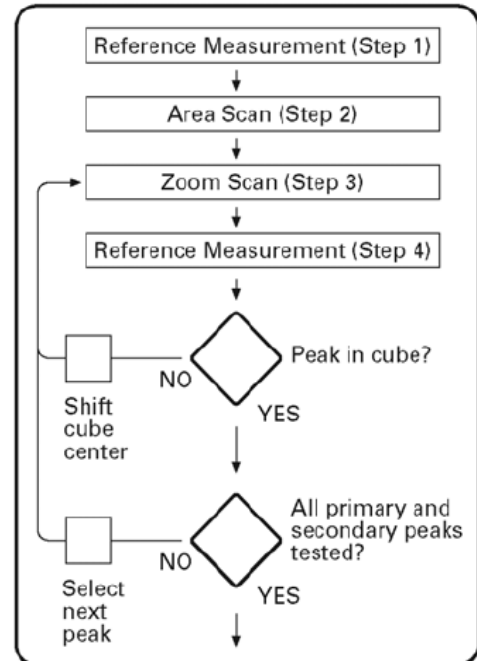 Reference Measurement (Step 1)
Area Scan (Step 2)
Zoom Scan (Step 3)
Reference Measurement (Step 4)
Peak in cube?
NO
YES
Shift
cube
center
All primary and
secondary peaks
tested?
NO
YES
Select
next
peak